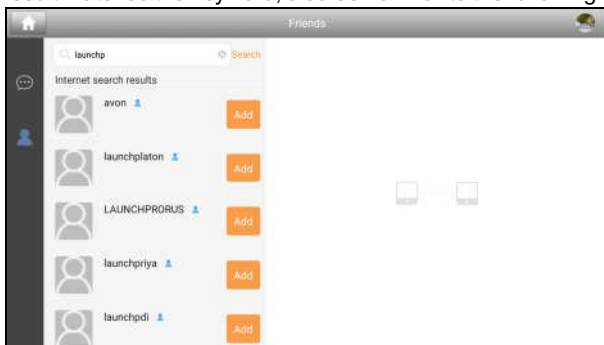 Friends
launchp
Search
Internet search results
avon
Add
launchplaton
Add
LAUNCHPRORUS
Add
launchpriya
Add
launchpdi
Add